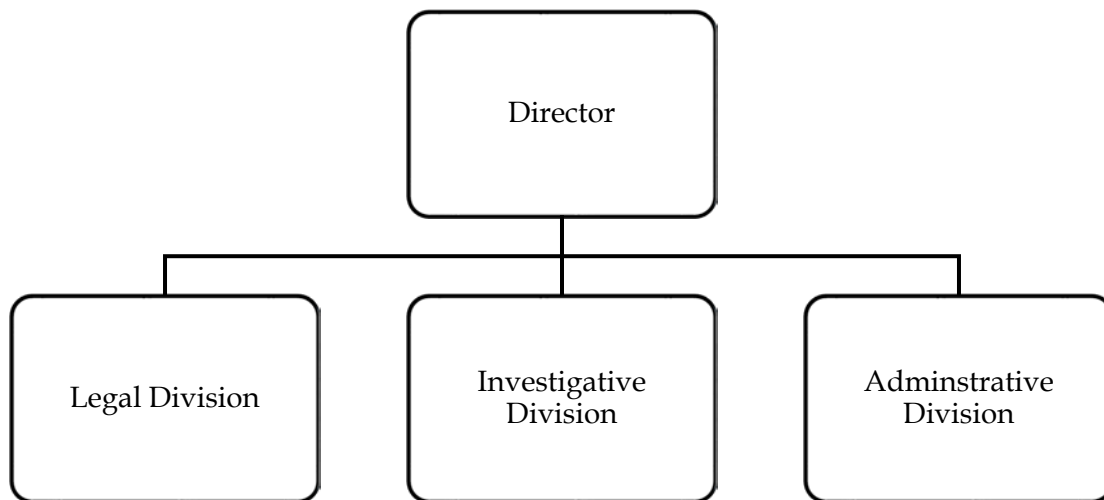 Director
Legal Division
Investigative
Division
Adminstrative
Division